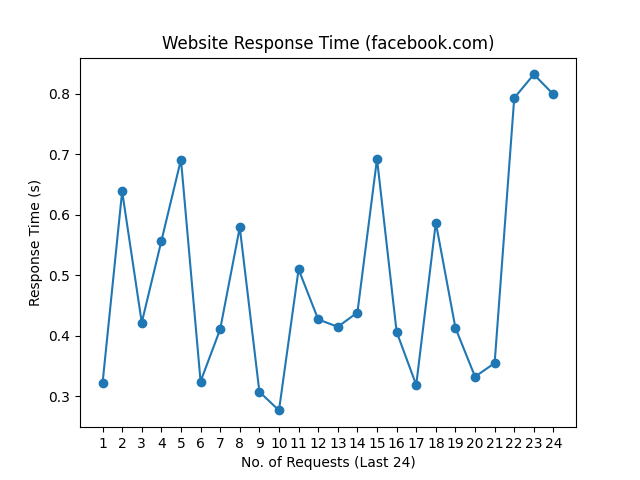 Website Response Time (facebook.com)
0.8
0.7
0.6
0.5
0.4
0.3
Response Time (s)
1 2 3 4 5 6 7 8 9 10 11 12 13 14 15 16 17 18 19 20 21 22 23 24
No. of Requests (Last 24)